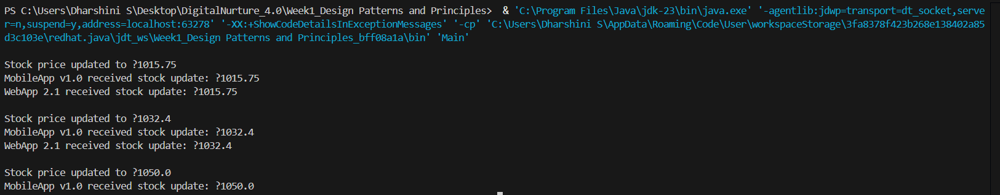 PS C:\Users\Dharshini S\Desktop\DigitalNurture_4.0\Week1_Design Patterns and Principles>  & 'C:\Program Files\Java\jdk-23\bin\java.exe' '-agentlib:jdwp=transport=dt_socket,serve
r=n,suspend=y,address=localhost:63278' '-XX:+ShowCodeDetailsInExceptionMessages' '-cp' 'C:\Users\Dharshini S\AppData\Roaming\Code\User\workspaceStorage\3fa8378f423b268e138402a85
d3c103e\redhat.java\jdt_ws\Week1_Design Patterns and Principles_bff08a1a\bin' 'Main'
Stock price updated to ?1015.75
MobileApp v1.0 received stock update: ?1015.75
WebApp 2.1 received stock update: ?1015.75
Stock price updated to ?1032.4
MobileApp v1.0 received stock update: ?1032.4
WebApp 2.1 received stock update: ?1032.4
Stock price updated to ?1050.0
MobileApp v1.0 received stock update: ?1050.0